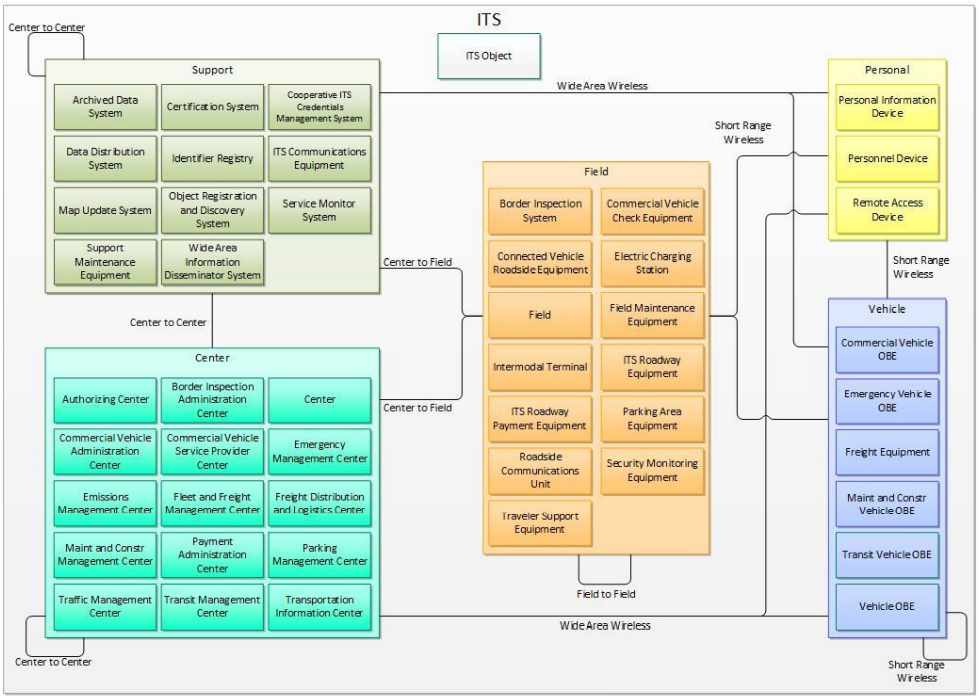 ITS
Center to Center
ITS Object
Support
Archived Data
System
Certification System
Cooperative ITS
Credentials
Management System
Data Distribution
System
Identifier Registry
ITS Communications
Equipment
Map Update System
Object Registration
and Discovery
System
Service Monitor
System
Support
Maintenance
Equipment
Wide Area
Information
Disseminator System
Wide Area Wireless
Short Range
Wireless
Personal
Personal Information
Device
Personnel Device
Remote Access
Device
Short Range
Wireless
Center to Field
Center to Center
Center to Field
Field
Border Inspection
System
Commercial Vehicle
Check Equipment
Connected Vehicle
Roadside Equipment
Electric Charging
Station
Field
Field Maintenance
Equipment
Intermodal Terminal
ITS Roadway
Equipment
ITS Roadway
Payment Equipment
Parking Area
Equipment
Roadside
Communications
Unit
Security Monitoring
Equipment
Traveler Support
Equipment
Field to Field
Center
Authorizing Center
Border Inspection
Administration
Center
Center
Commercial Vehicle
Administration
Center
Commercial Vehicle
Service Provider
Center
Emergency
Management Center
Emissions
Management Center
Fleet and Freight
Management Center
Freight Distribution
and Logistics Center
Maint and Constr
Management Center
Payment
Administration
Center
Parking
Management Center
Traffic Management
Center
Transit Management
Center
Transportation
Information Center
Center to Center
Wide Area Wireless
Vehicle
Commercial Vehicle
OBE
Emergency Vehicle
OBE
Freight Equipment
Maint and Constr
Vehicle OBE
Transit Vehicle OBE
Vehicle OBE
Short Range
Wireless